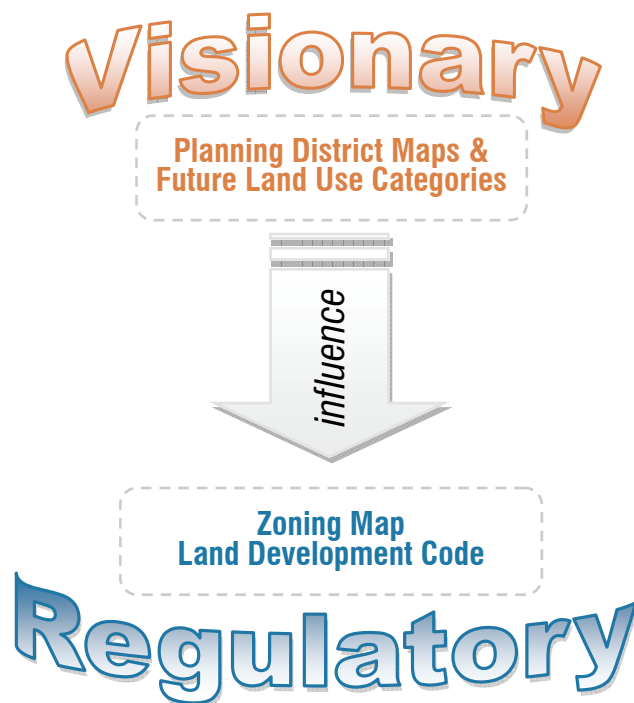 Visionary
Planning District Maps &
Future Land Use Categories
influence
Zoning Map
Land Development Code
Regulatory